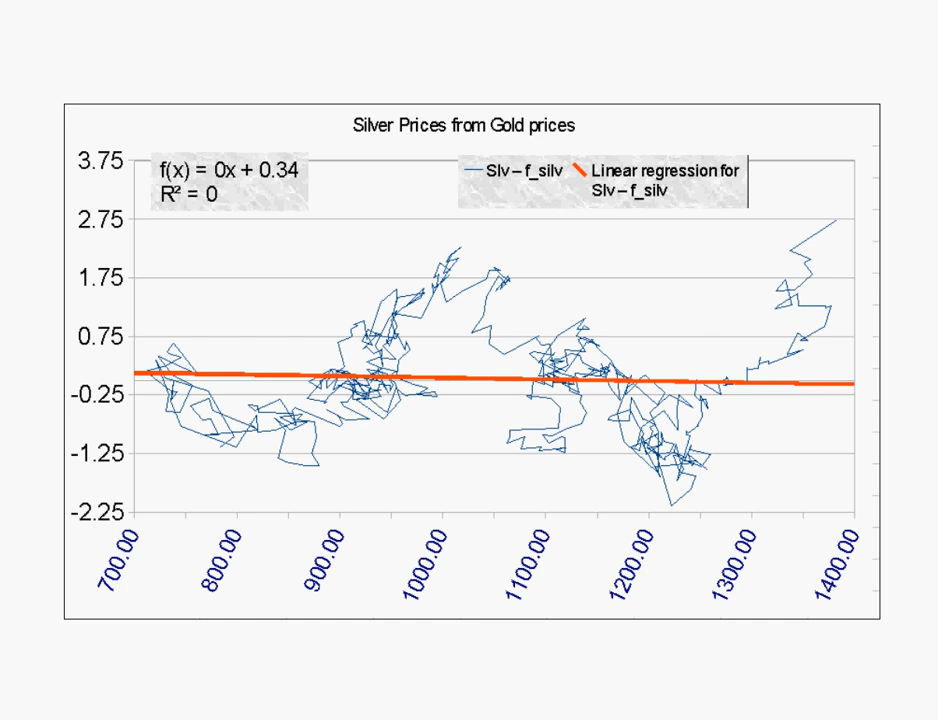 Silver Prices from Gold prices
f(x) = 0x + 0.34
R² = 0
Slv – f_silv
Linear regression for
Slv – f_silv
3.75
2.75
1.75
0.75
-0.25
-1.25
-2.25
700.00
800.00
900.00
1000.00
1100.00
1200.00
1300.00
1400.00